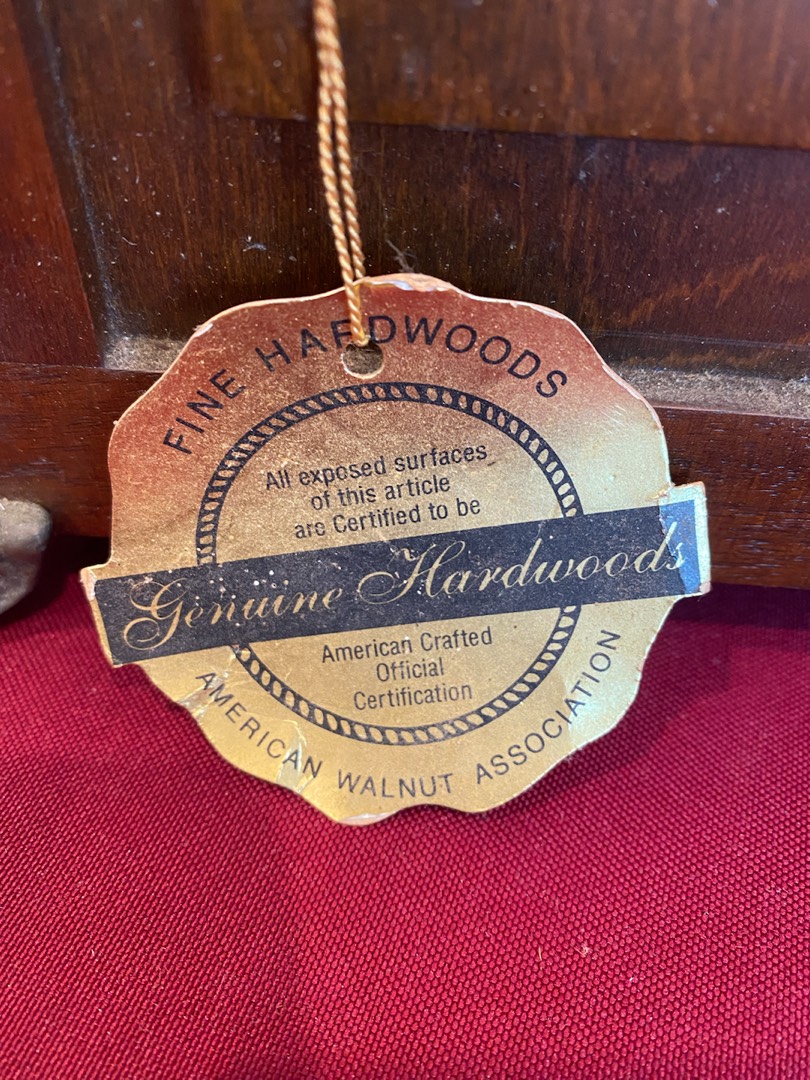 FINE HARDWOODS
All exposed surfaces
of this article
are Certified to be
Genuine Hardwoods
American Crafted
Official
Certification
AMERICAN WALNUT ASSOCIATION